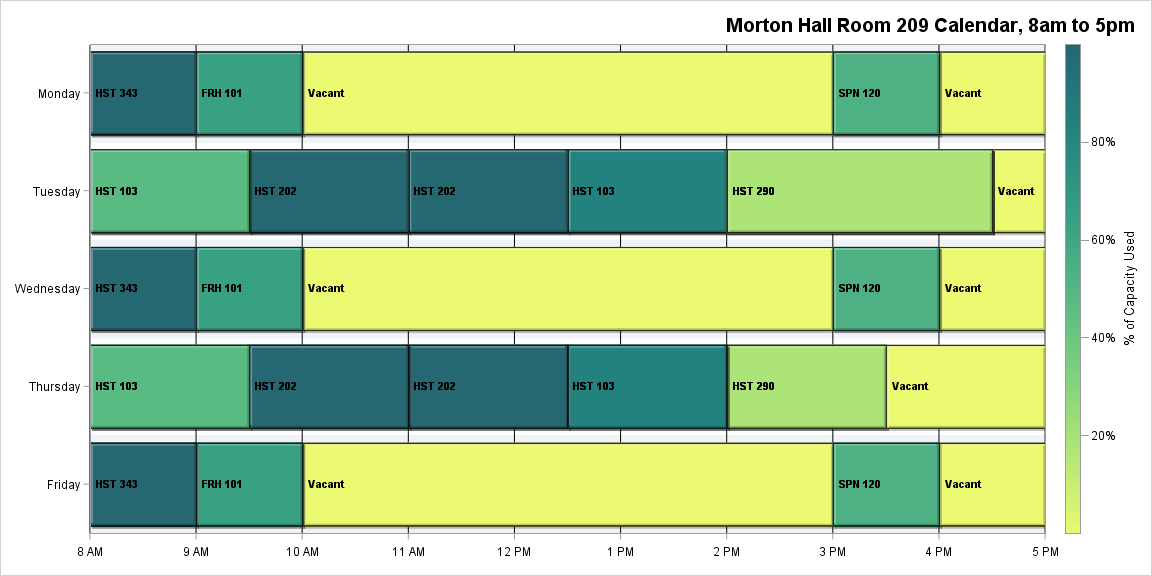 Morton Hall Room 209 Calendar, 8am to 5pm
Monday HST 343 FRH 101 Vacant SPN 120 Vacant
Tuesday HST 103 HST 202 HST 202 HST 103 HST 290 Vacant
Wednesday HST 343 FRH 101 Vacant SPN 120 Vacant
Thursday HST 103 HST 202 HST 202 HST 103 HST 290 Vacant
Friday HST 343 FRH 101 Vacant SPN 120 Vacant
8 AM 9 AM 10 AM 11 AM 12 PM 1 PM 2 PM 3 PM 4 PM 5 PM
80%
60%
40%
20%
% of Capacity Used